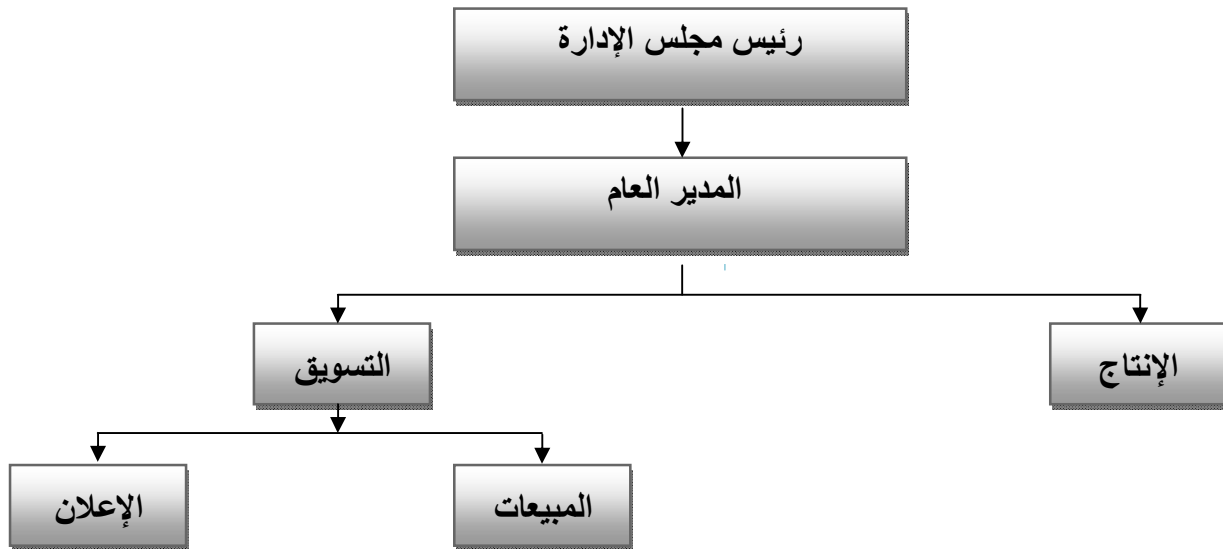 رئيس مجلس الإدارة
المدير العام
الإنتاج
التسويق
المبيعات
الإعلان